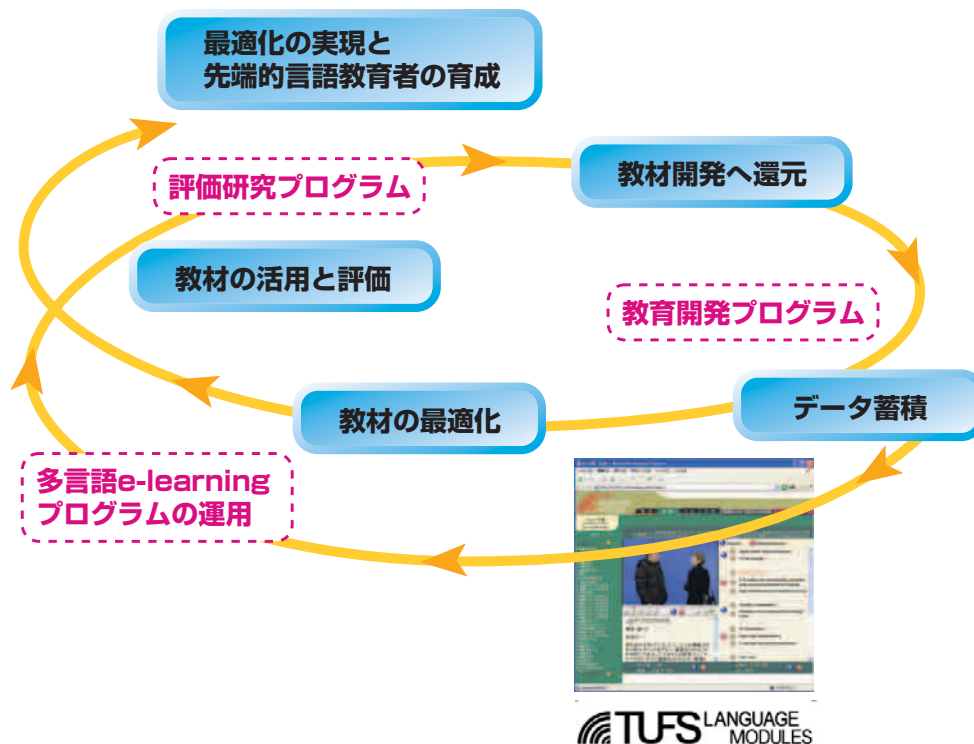 最適化の実現と
先端的言語教育者の育成
評価研究プログラム
教材開発へ還元
教材の活用と評価
教育開発プログラム
教材の最適化
データ蓄積
多言語e-learning
プログラムの運用
TUFS LANGUAGE
MODULES